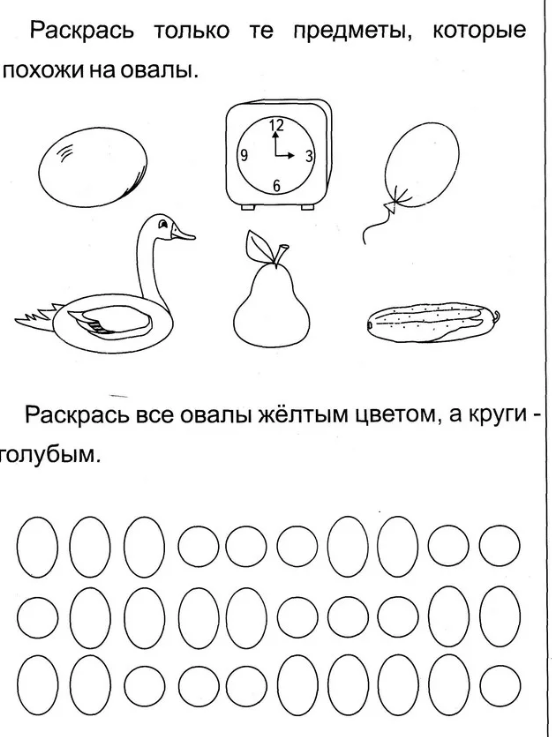 Раскрась только те предметы, которые
похожи на овалы.
12
9 3
6
Раскрась все овалы жёлтым цветом, а круги -
голубым.